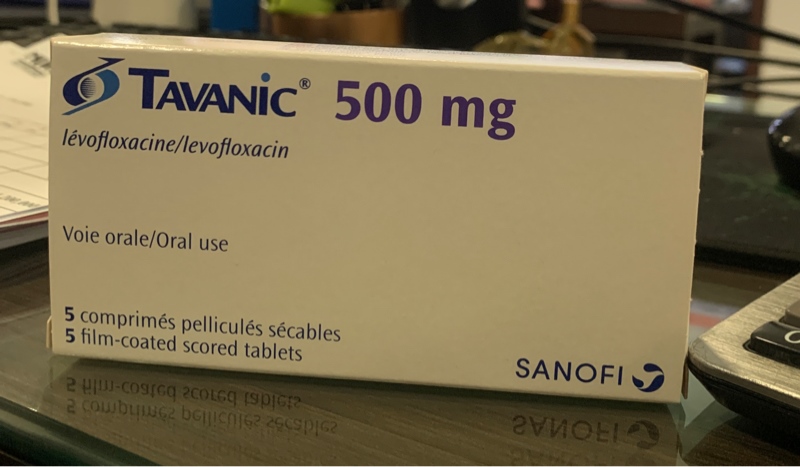 TAVANIC® 500 mg
lévofloxacine/levofloxacin
Voie orale/Oral use
5 comprimés pelliculés sécables
5 film-coated scored tablets
SANOFI